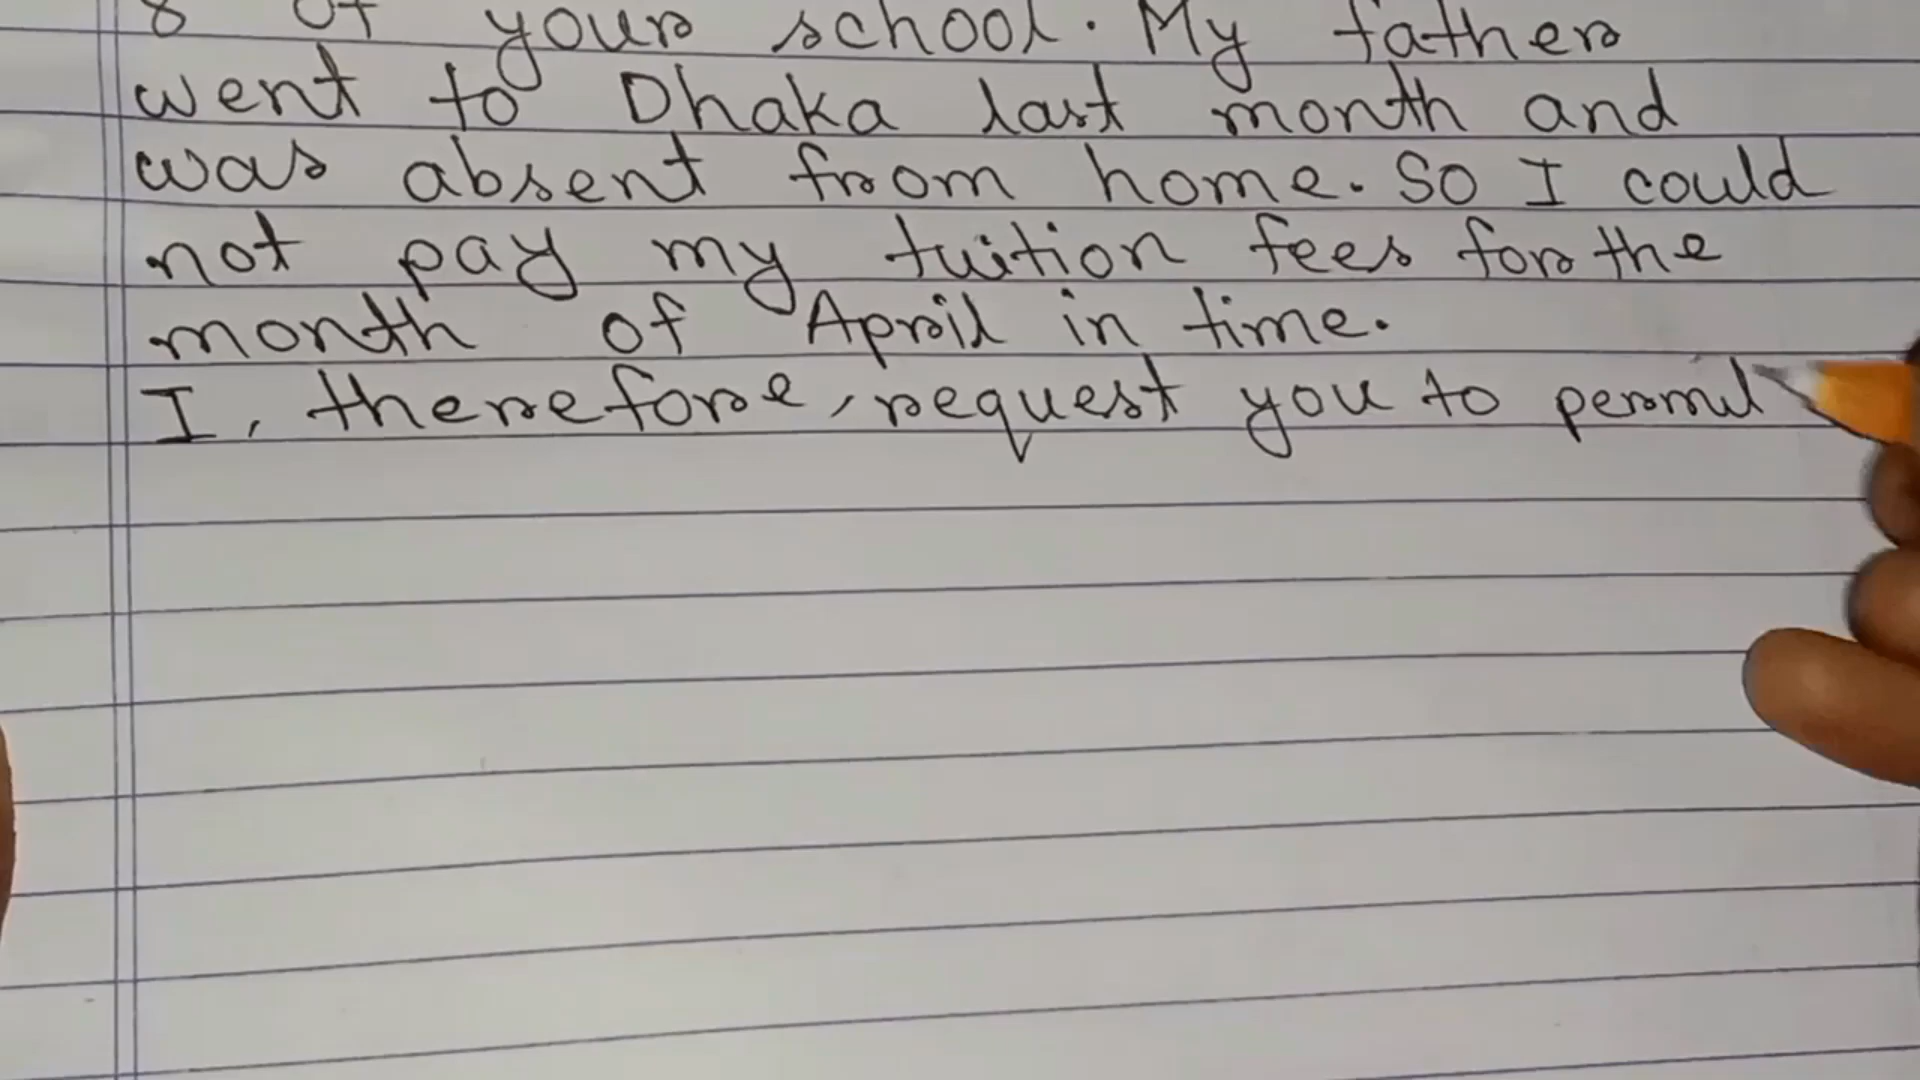 8 of your school. My father
went to Dhaka last month and
was absent from home. So I could
not pay my tuition fees for the
month of April in time.
I, therefore, request you to permit